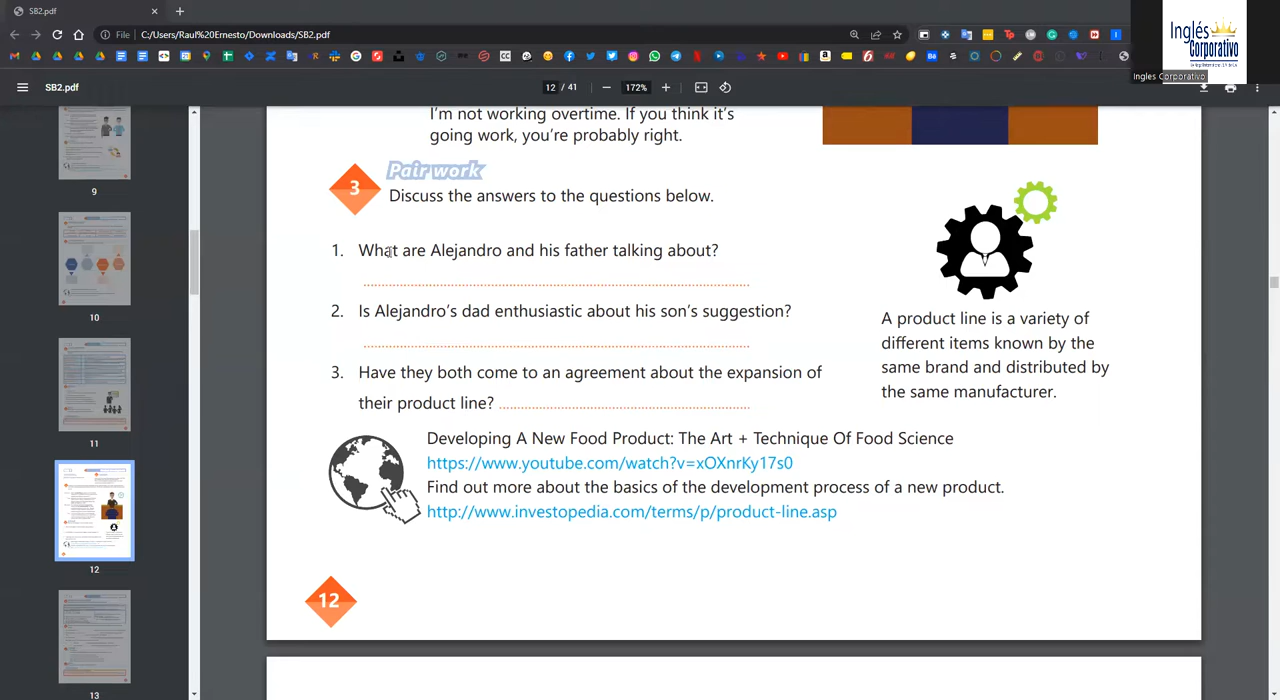 SB2.pdf
File
C:/Users/Raul%20Ernesto/Downloads/SB2.pdf
Inglés
Corporativo
Ingles Corporativo
SB2.pdf
12 / 41
172%
9
10
11
12
13
I'm not working overtime. If you think it's
going work, you're probably right.
3
Pair work
Discuss the answers to the questions below.
1. What are Alejandro and his father talking about?
2. Is Alejandro's dad enthusiastic about his son's suggestion?
3. Have they both come to an agreement about the expansion of
their product line?
A product line is a variety of
different items known by the
same brand and distributed by
the same manufacturer.
Developing A New Food Product: The Art + Technique Of Food Science
https://www.youtube.com/watch?v=xOXnrKy17s0
Find out more about the basics of the development process of a new product.
http://www.investopedia.com/terms/p/product-line.asp
12